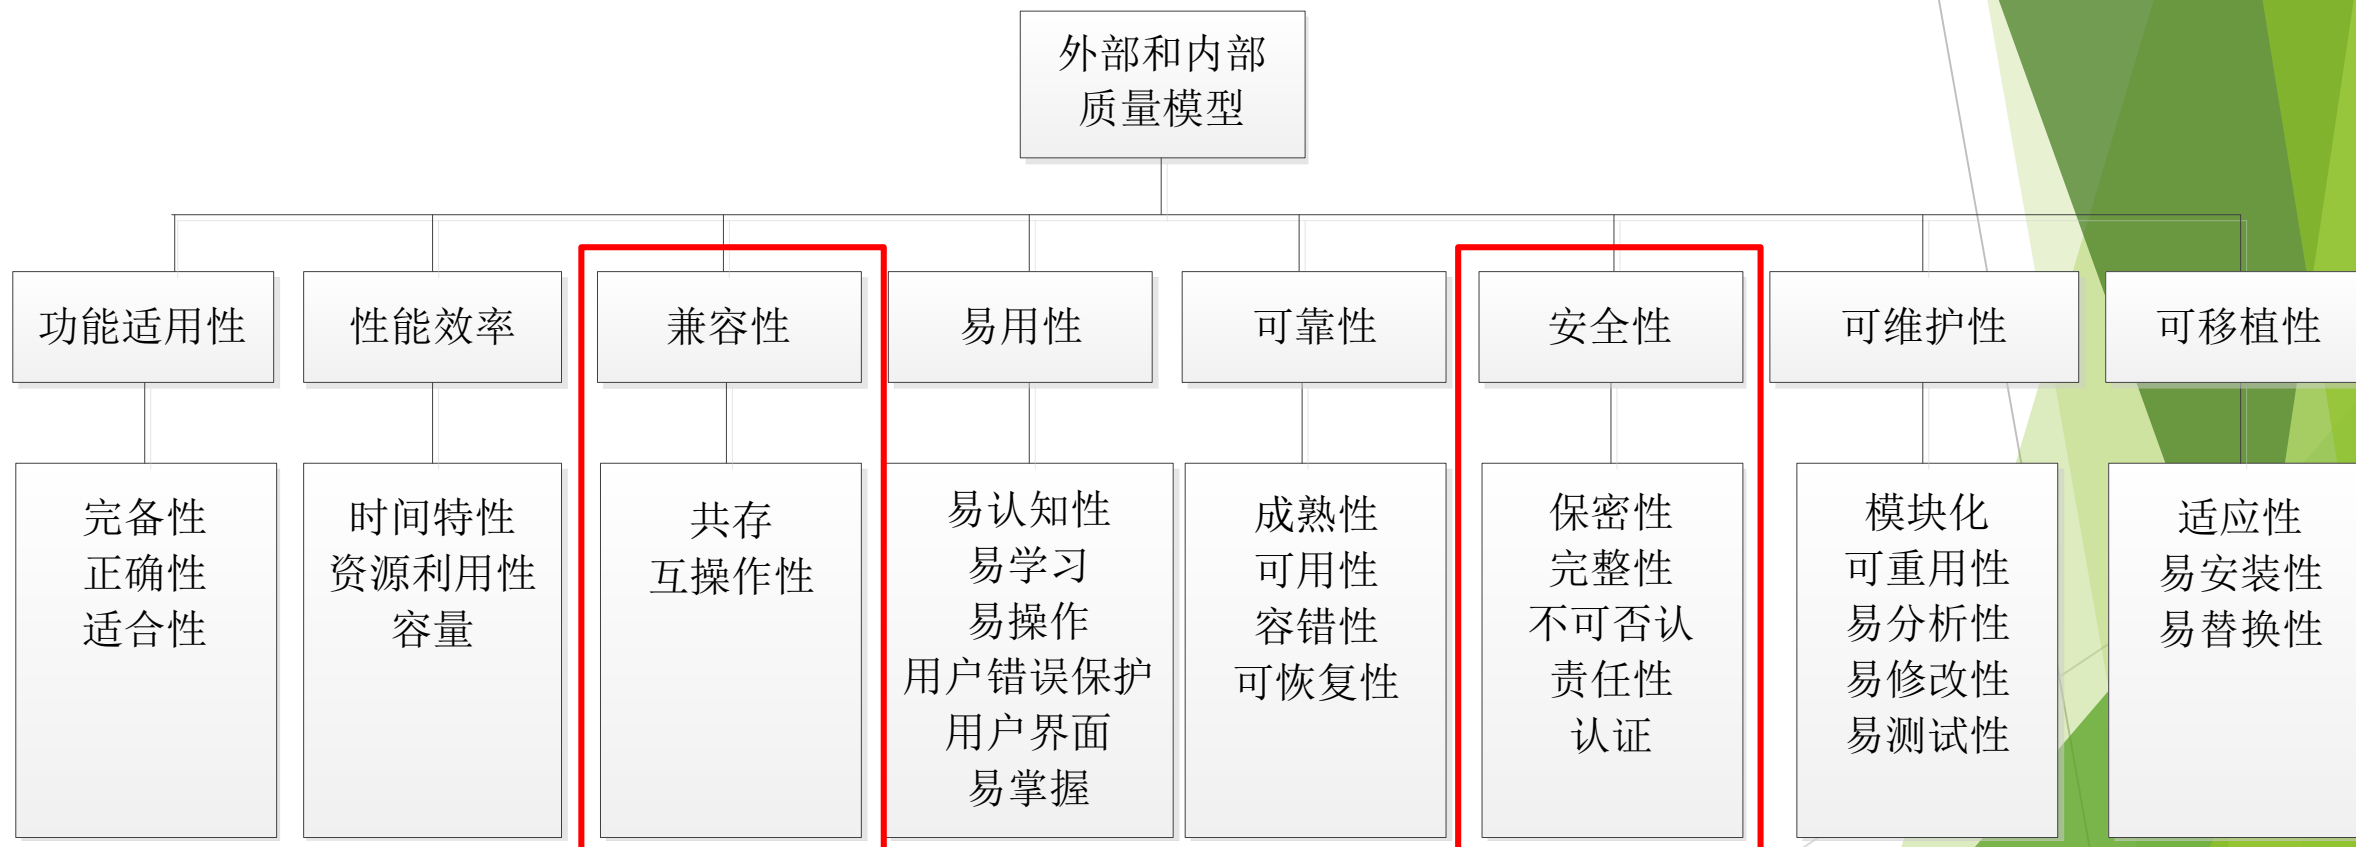 外部和内部
质量模型
功能适用性
性能效率
兼容性
易用性
可靠性
安全性
可维护性
可移植性
完备性
正确性
适合性
时间特性
资源利用性
容量
共存
互操作性
易认知性
易学习
易操作
用户错误保护
用户界面
易掌握
成熟性
可用性
容错性
可恢复性
保密性
完整性
不可否认
责任性
认证
模块化
可重用性
易分析性
易修改性
易测试性
适应性
易安装性
易替换性